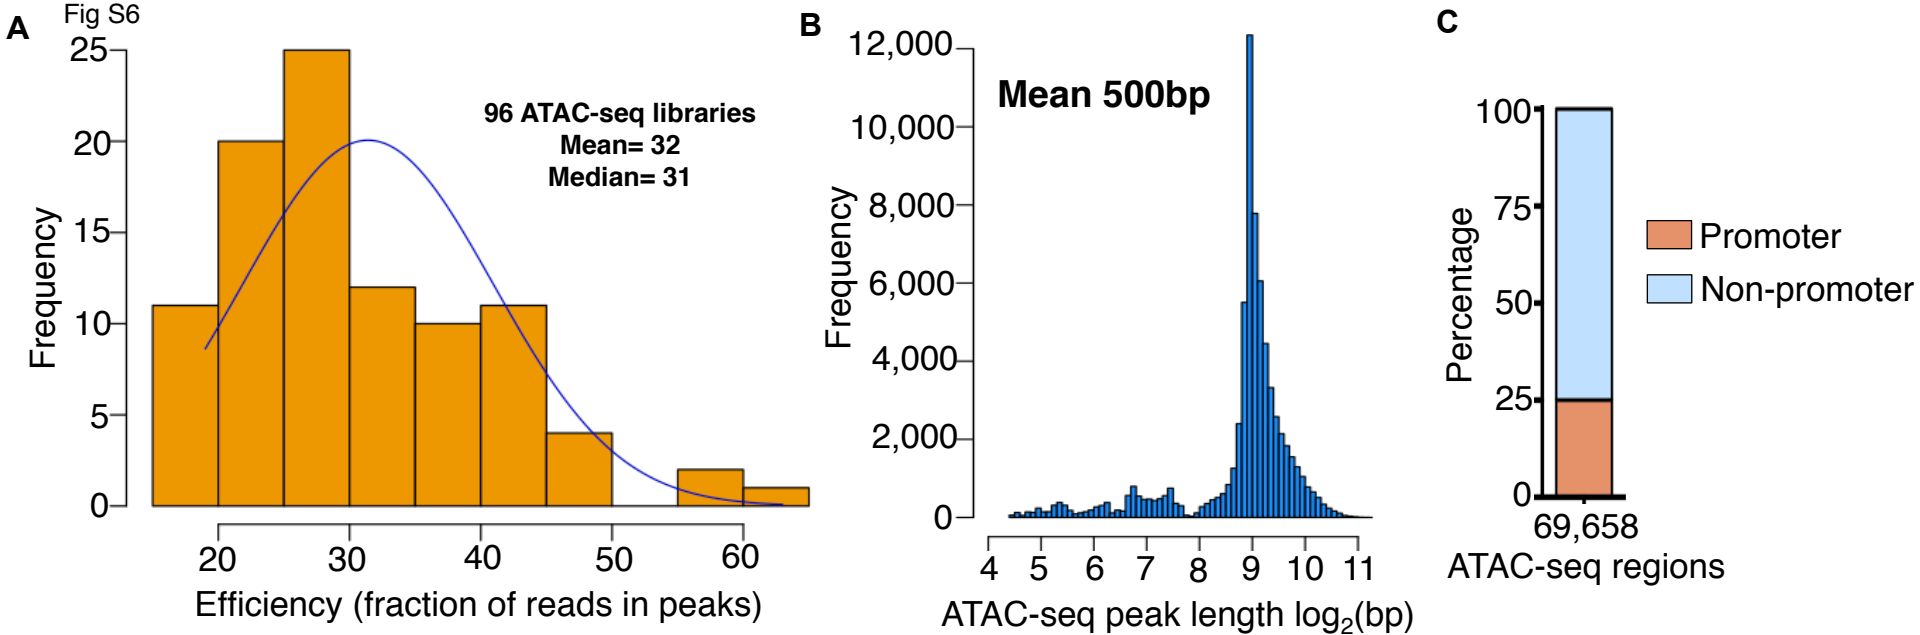 Fig S6
A
25
20
15
10
5
0
Frequency
96 ATAC-seq libraries
Mean= 32
Median= 31
20 30 40 50 60
Efficiency (fraction of reads in peaks)
B
12,000
10,000
8,000
6,000
4,000
2,000
0
Frequency
Mean 500bp
4 5 6 7 8 9 10 11
ATAC-seq peak length log₂(bp)
C
100
75
50
25
0
Percentage
Promoter
Non-promoter
69,658
ATAC-seq regions